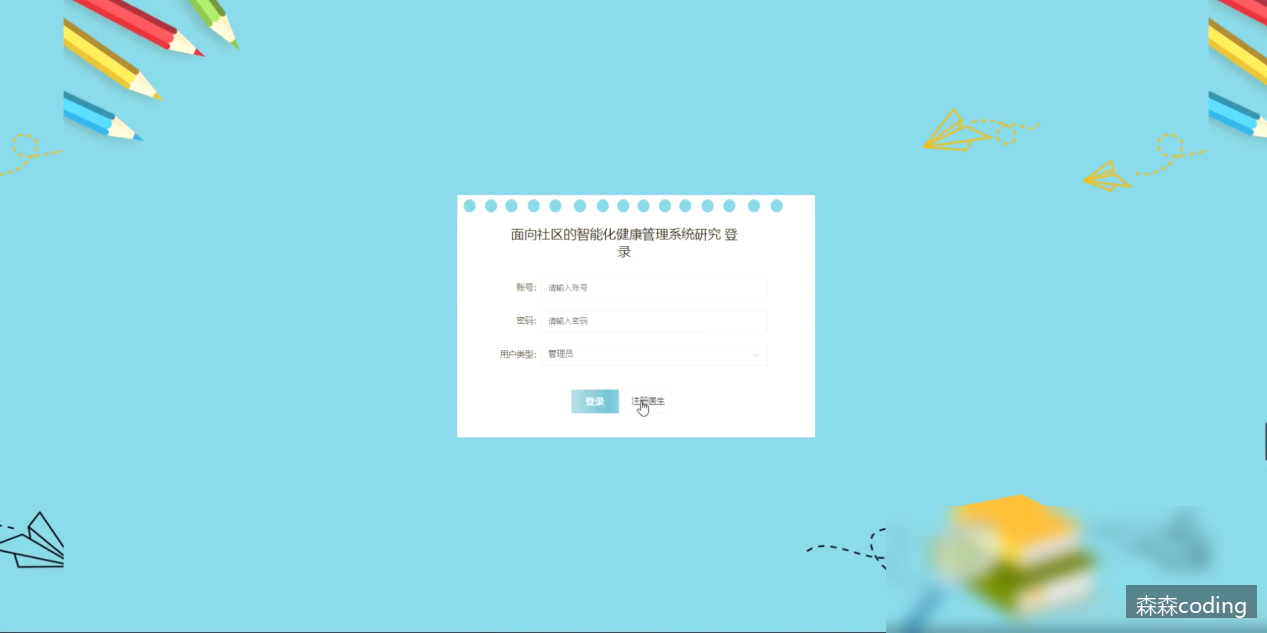 面向社区的智能化健康管理系统研究 登
录
账号: 请输入账号
密码: 请输入密码
用户类型: 管理员
登录 注册医生
森森coding